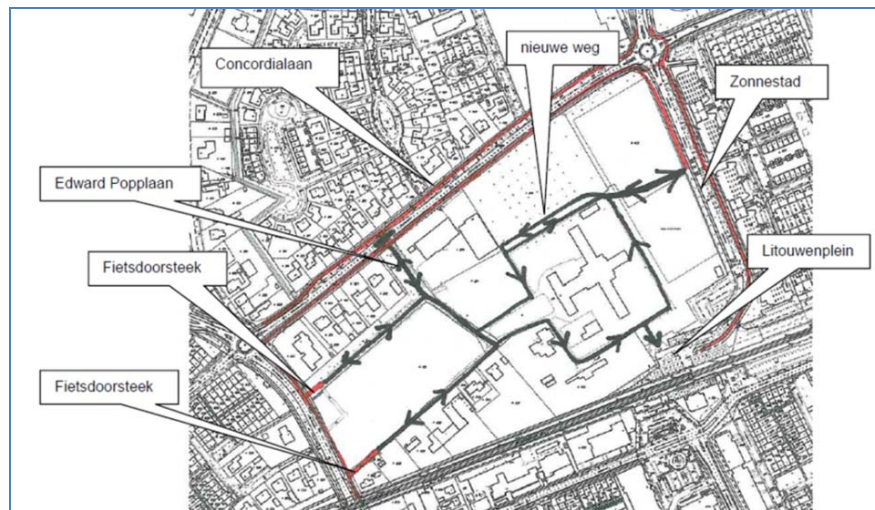 nieuwe weg
Concordialaan
Zonnestad
Edward Popplaan
Fietsdoorsteek
Litouwenplein
Fietsdoorsteek